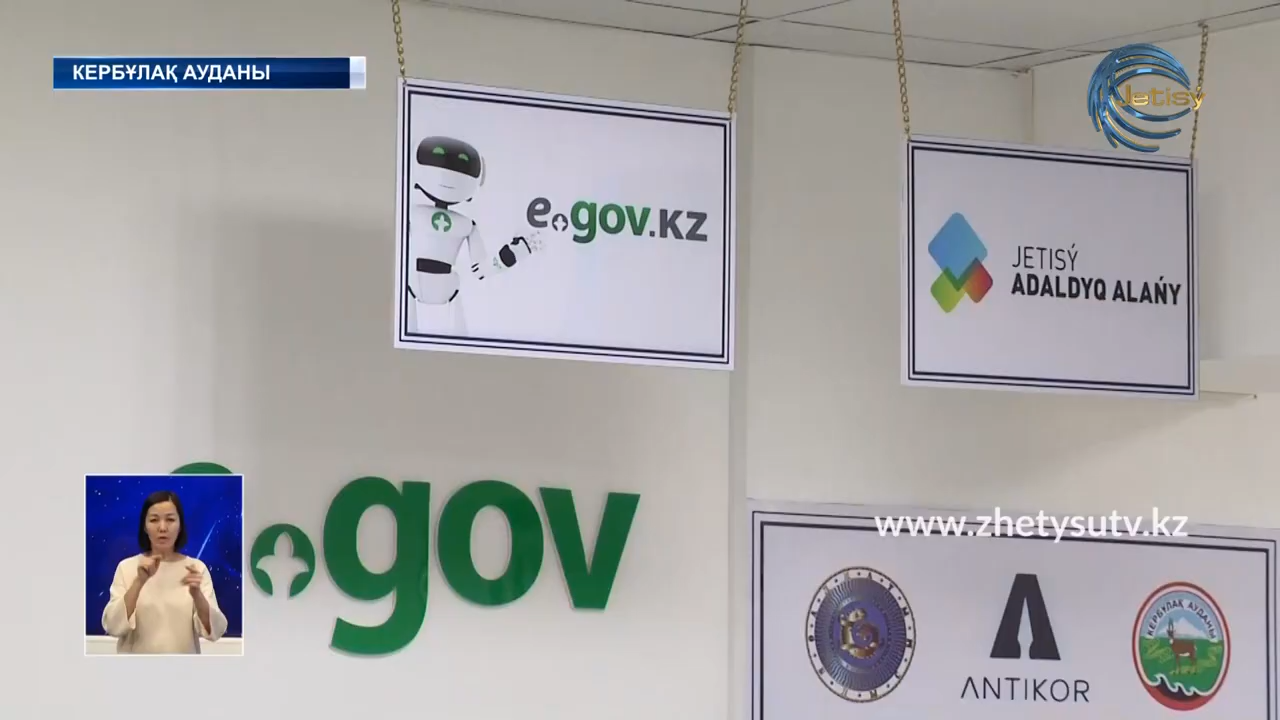 КЕРБҰЛАҚ АУДАНЫ
Jetisý
e.gov.kz
JETISÝ
ADALDYQ ALAŃY
.gov
www.zhetysutv.kz
ANTIKOR
КЕРБҰЛАҚ АУДАНЫ